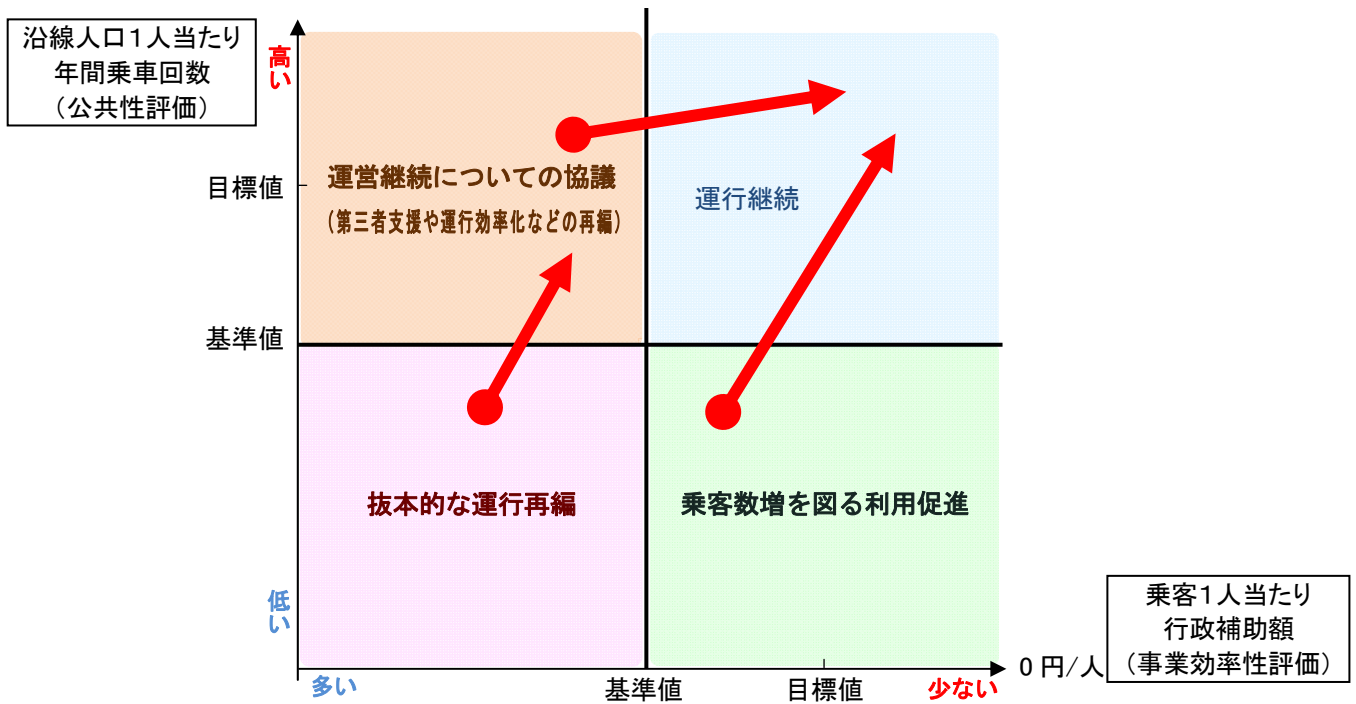 沿線人口１人当たり
年間乗車回数
（公共性評価）
高い
目標値
運営継続についての協議
（第三者支援や運行効率化などの再編）
運行継続
基準値
抜本的な運行再編
乗客数増を図る利用促進
低い
多い
基準値
目標値
少ない
0 円/人
乗客１人当たり
行政補助額
（事業効率性評価）